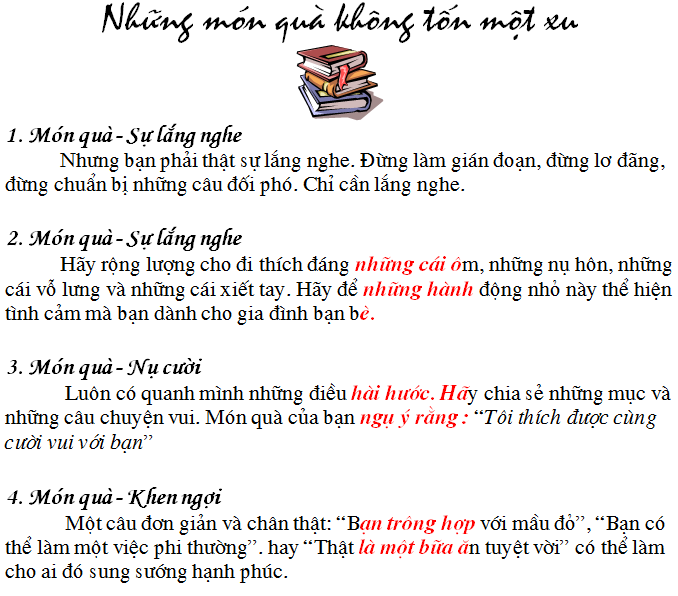 Những món quà không tốn một xu
1. Món quà - Sự lắng nghe
Nhưng bạn phải thật sự lắng nghe. Đừng làm gián đoạn, đừng lơ đãng,
đừng chuẩn bị những câu đối phó. Chỉ cần lắng nghe.
2. Món quà - Sự lắng nghe
Hãy rộng lượng cho đi thích đáng những cái ôm, những nụ hôn, những
cái vỗ lưng và những cái xiết tay. Hãy để những hành động nhỏ này thể hiện
tình cảm mà bạn dành cho gia đình bạn bè.
3. Món quà - Nụ cười
Luôn có quanh mình những điều hài hước. Hãy chia sẻ những mục và
những câu chuyện vui. Món quà của bạn ngụ ý rằng : “Tôi thích được cùng
cười vui với bạn”
4. Món quà - Khen ngợi
Một câu đơn giản và chân thật: “Bạn trông hợp với mầu đỏ”, “Bạn có
thể làm một việc phi thường”. hay “Thật là một bữa ăn tuyệt vời” có thể làm
cho ai đó sung sướng hạnh phúc.